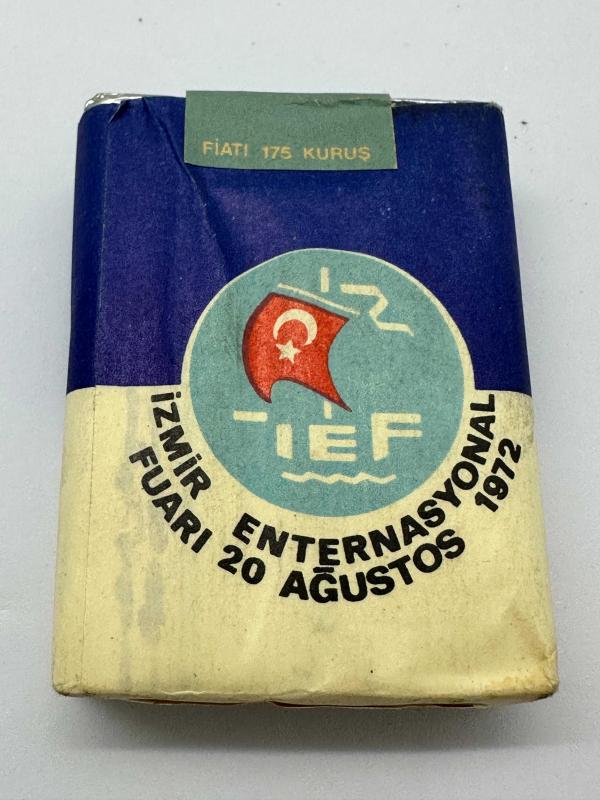 FİATI 175 KURUŞ
İZ
IEF
İZMİR ENTERNASYONAL
FUARI 20 AĞUSTOS 1972